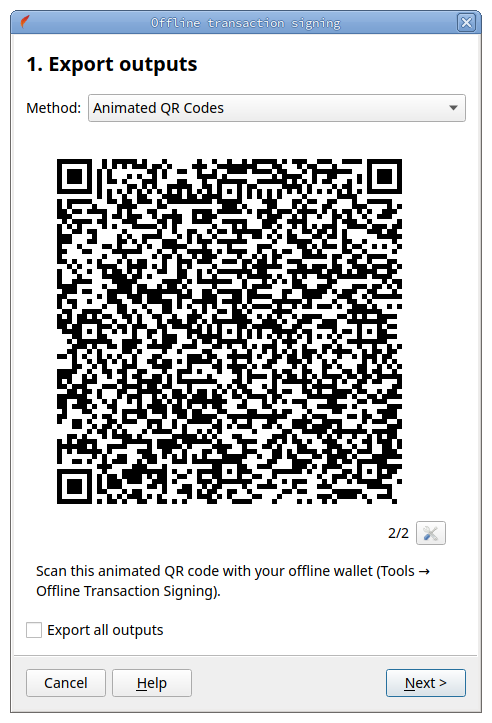 Offline transaction signing
1. Export outputs
Method: Animated QR Codes
2/2
Scan this animated QR code with your offline wallet (Tools →
Offline Transaction Signing).
Export all outputs
Cancel Help Next >